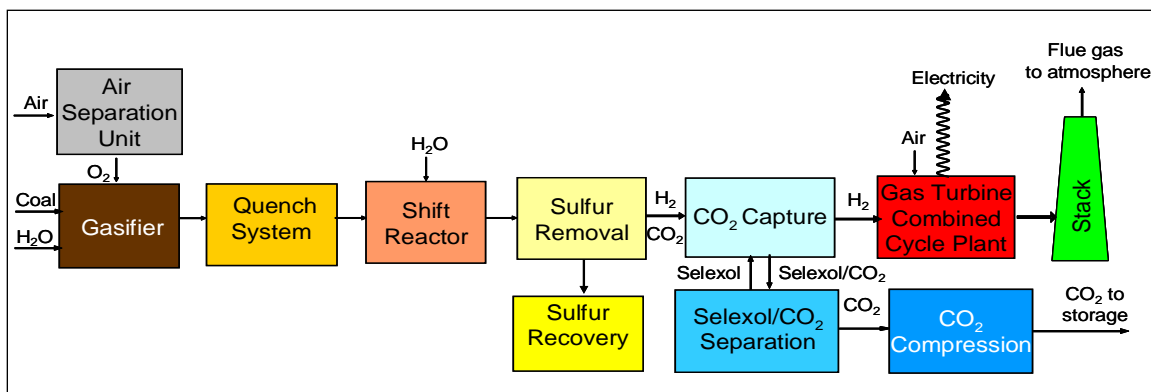 Flue gas
to atmosphere
Electricity
Air
Air
Separation
Unit
Air
H₂O
O₂
Coal
H₂O
Gasifier
Quench
System
Shift
Reactor
Sulfur
Removal
H₂
CO₂
CO₂ Capture
H₂
Gas Turbine
Combined
Cycle Plant
Stack
Selexol
Selexol/CO₂
Sulfur
Recovery
Selexol/CO₂
Separation
CO₂
CO₂
Compression
CO₂ to
storage